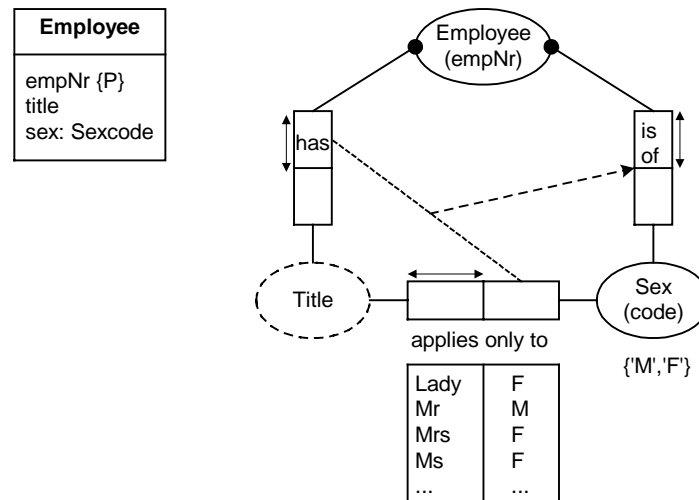 Employee
empNr {P}
title
sex: Sexcode
Employee
(empNr)
has
is
of
Title
Sex
(code)
applies only to
{'M','F'}
Lady F
Mr M
Mrs F
Ms F
... ...